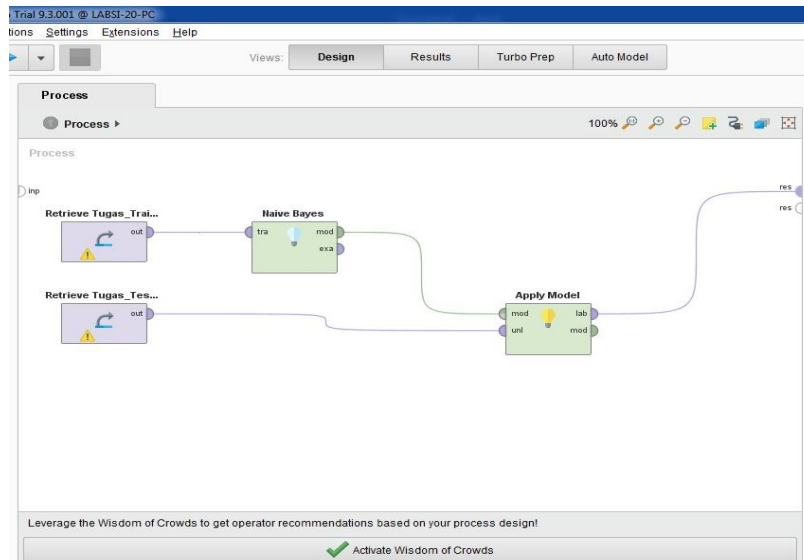 Trial 9.3.001 @ LABSI-20-PC
tions Settings Extensions Help
Views: Design Results Turbo Prep Auto Model
Process
Process
100%
Process
inp
res
res
Retrieve Tugas_Trai...
out
Naive Bayes
tra mod
exa
Retrieve Tugas_Tes...
out
Apply Model
mod lab
unl mod
Leverage the Wisdom of Crowds to get operator recommendations based on your process design!
Activate Wisdom of Crowds